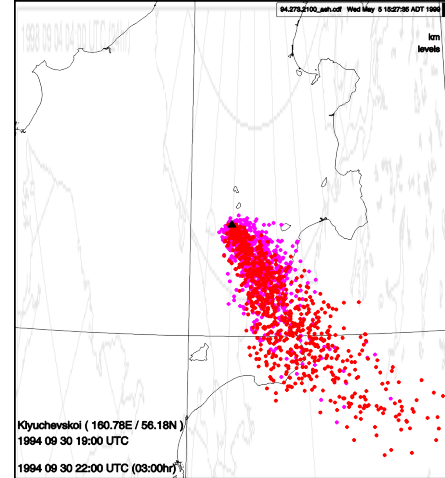 94.273.2100_ash.cdf Wed May 5 15:27:35 ADT 1999
km
levels
Klyuchevskoi ( 160.78E / 56.18N )
1994 09 30 19:00 UTC
1994 09 30 22:00 UTC (03:00hr)